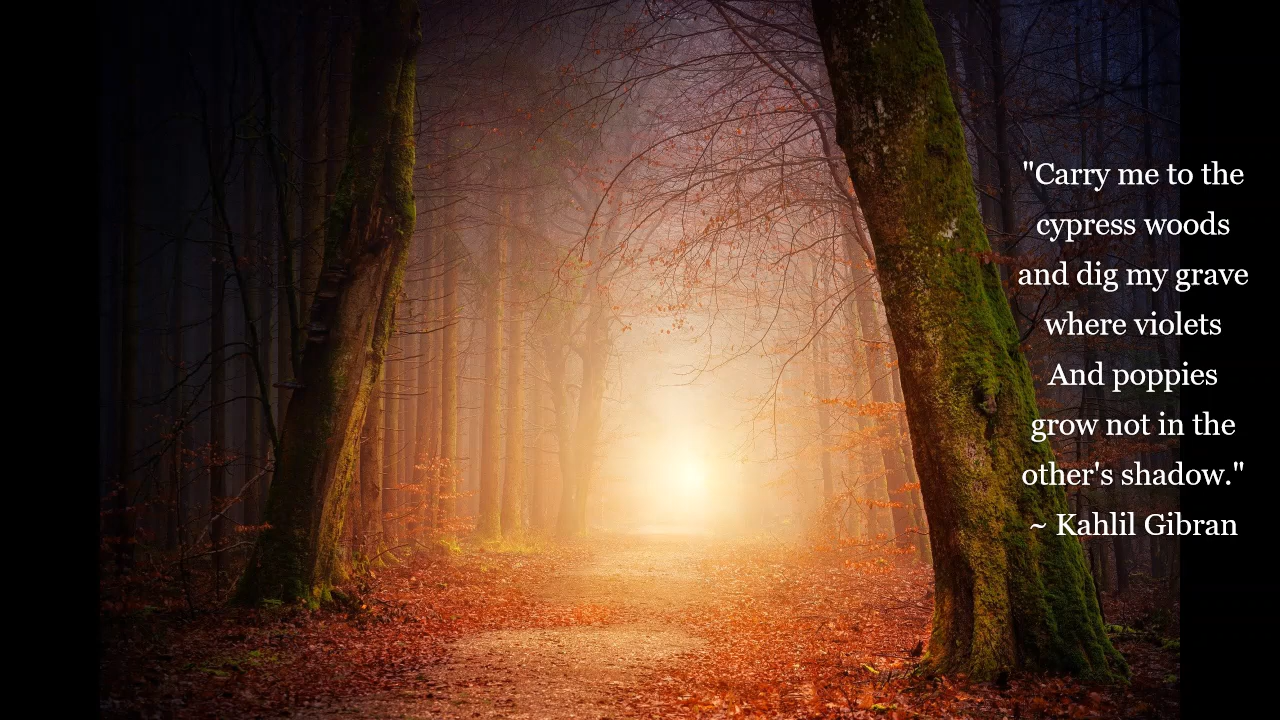 "Carry me to the
cypress woods
and dig my grave
where violets
And poppies
grow not in the
other's shadow."
~ Kahlil Gibran